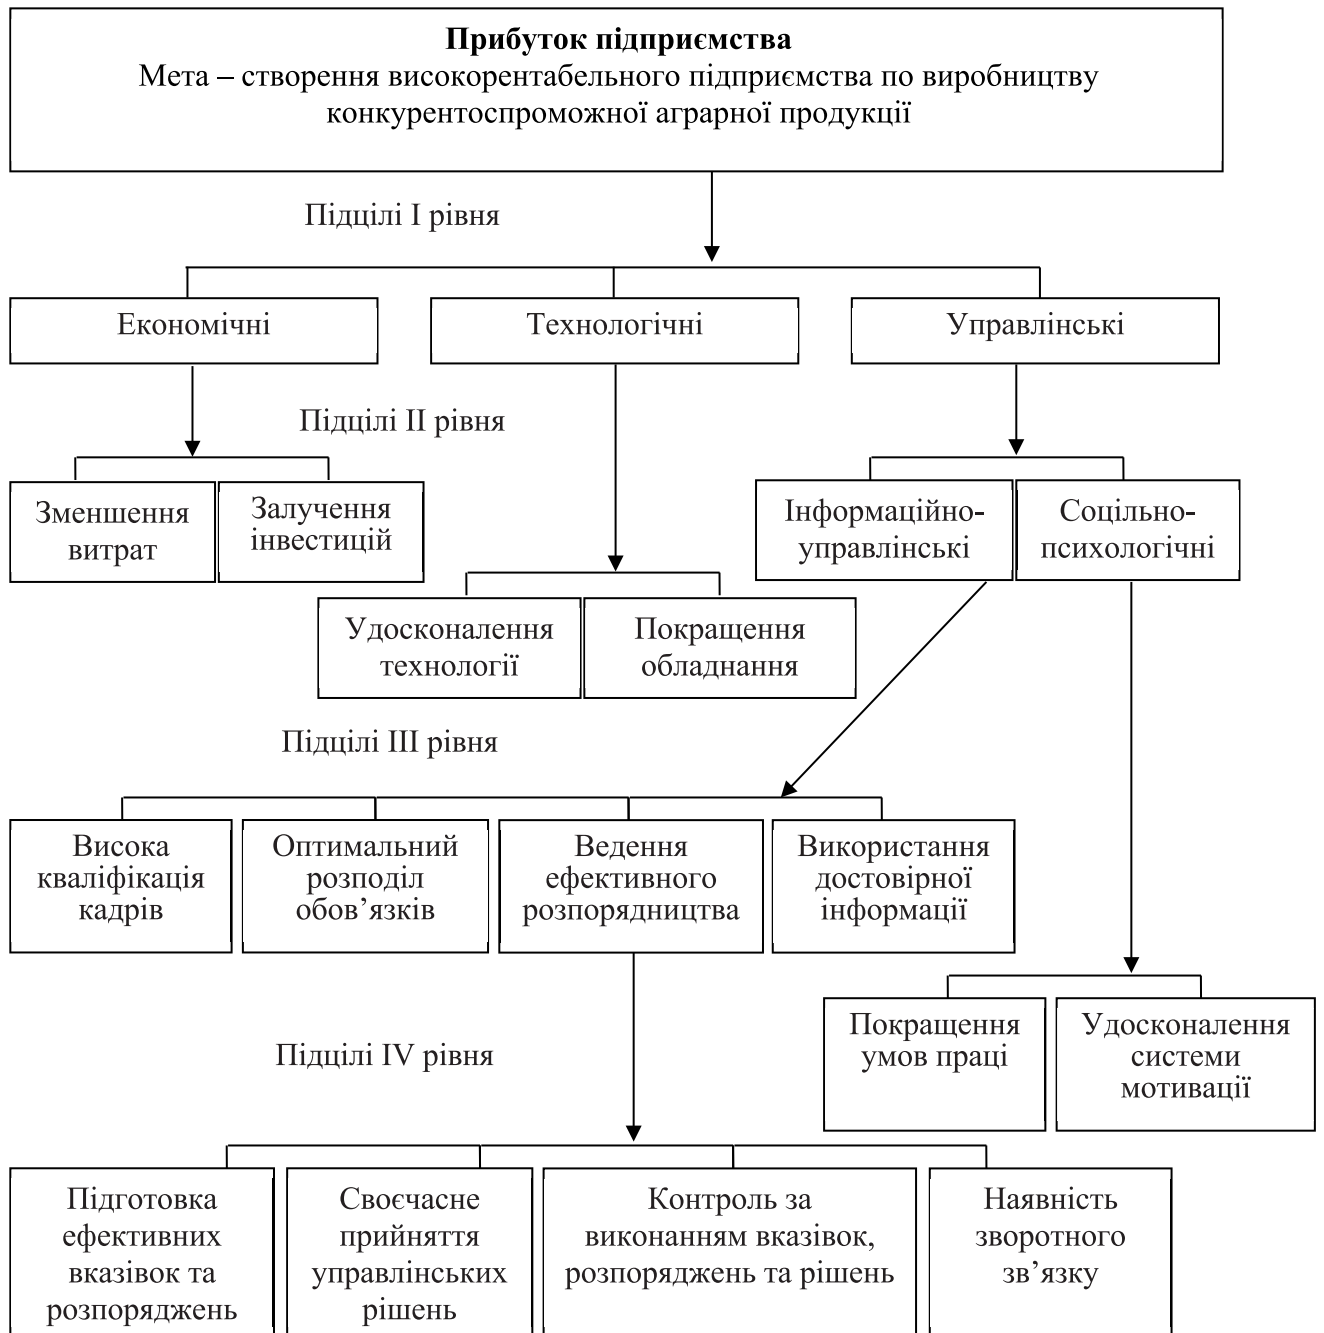 Прибуток підприємства
Мета – створення високорентабельного підприємства по виробництву
конкурентоспроможної аграрної продукції
Підцілі I рівня
Економічні
Технологічні
Управлінські
Підцілі II рівня
Зменшення
витрат
Залучення
інвестицій
Інформаційно-
управлінські
Соцільно-
психологічні
Удосконалення
технології
Покращення
обладнання
Підцілі III рівня
Висока
кваліфікація
кадрів
Оптимальний
розподіл
обов’язків
Ведення
ефективного
розпорядництва
Використання
достовірної
інформації
Покращення
умов праці
Удосконалення
системи
мотивації
Підцілі IV рівня
Підготовка
ефективних
вказівок та
розпоряджень
Своєчасне
прийняття
управлінських
рішень
Контроль за
виконанням вказівок,
розпоряджень та рішень
Наявність
зворотного
зв’язку